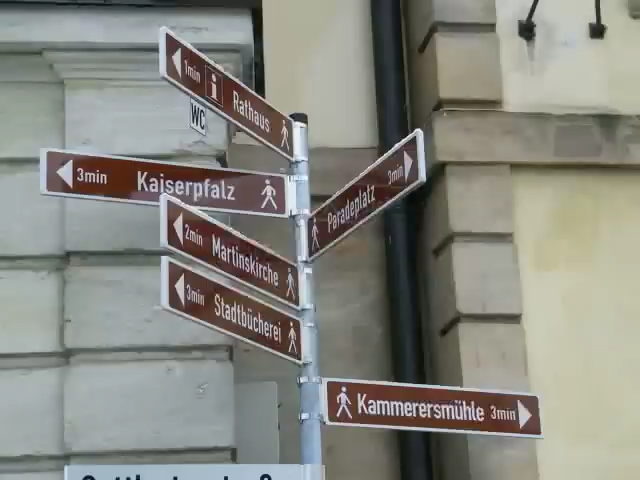 1min i Rathaus
WC
3min Kaiserpfalz
Paradeplatz 3min
2min Martinskirche
3min Stadtbücherei
Kammerersmühle 3min